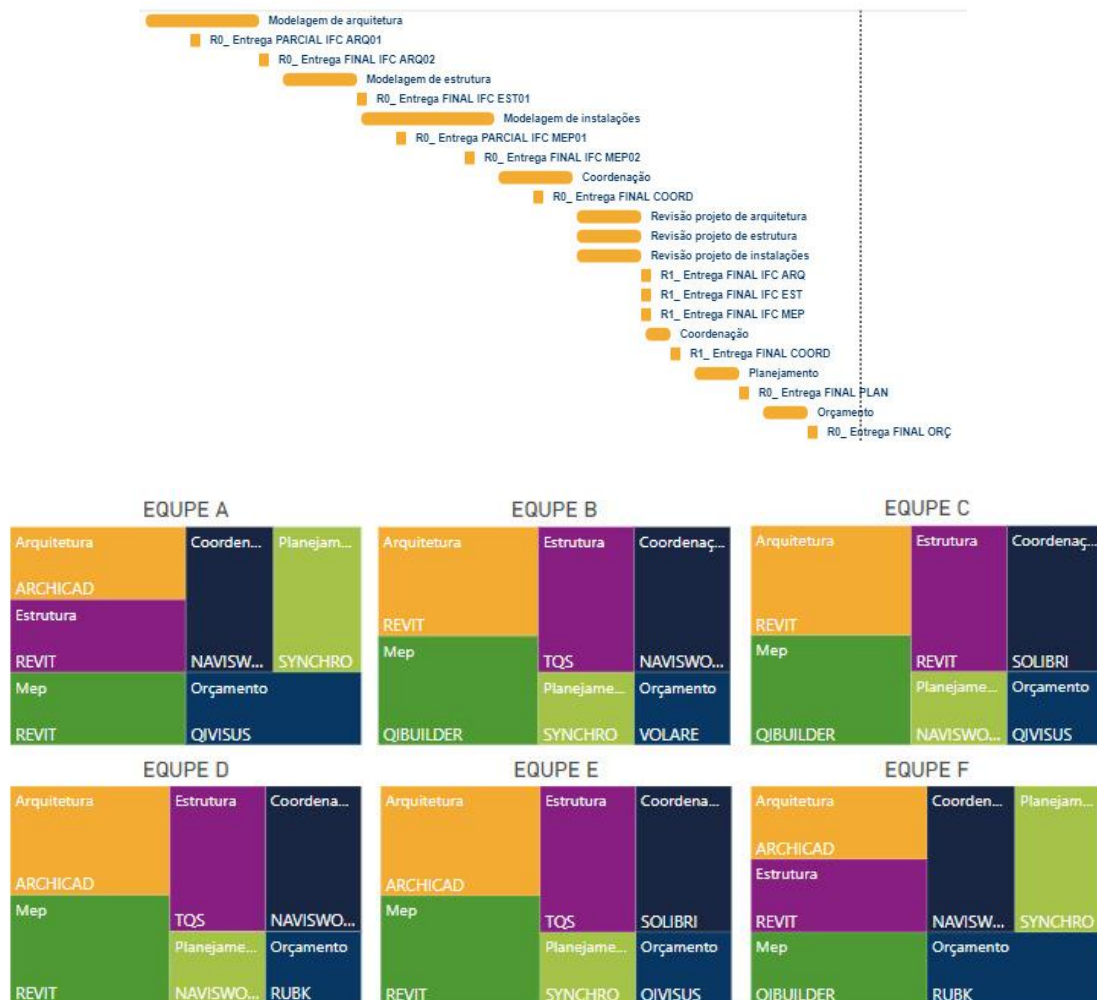 Modelagem de arquitetura
R0_ Entrega PARCIAL IFC ARQ01
R0_ Entrega FINAL IFC ARQ02
Modelagem de estrutura
R0_ Entrega FINAL IFC EST01
Modelagem de instalações
R0_ Entrega PARCIAL IFC MEP01
R0_ Entrega FINAL IFC MEP02
Coordenação
R0_ Entrega FINAL COORD
Revisão projeto de arquitetura
Revisão projeto de estrutura
Revisão projeto de instalações
R1_ Entrega FINAL IFC ARQ
R1_ Entrega FINAL IFC EST
R1_ Entrega FINAL IFC MEP
Coordenação
R1_ Entrega FINAL COORD
Planejamento
R0_ Entrega FINAL PLAN
Orçamento
R0_ Entrega FINAL ORÇ
EQUPE A
Arquitetura
ARCHICAD
Estrutura
REVIT
Mep
REVIT
Coorden...
NAVISW...
Planejam...
SYNCHRO
Orçamento
QIVISUS
EQUPE B
Arquitetura
REVIT
Mep
QIBUILDER
Estrutura
TQS
Coordenaç...
NAVISWO...
Planejame...
SYNCHRO
Orçamento
VOLARE
EQUPE C
Arquitetura
REVIT
Mep
QIBUILDER
Estrutura
REVIT
Coordenaç...
SOLIBRI
Planejame...
NAVISWO...
Orçamento
QIVISUS
EQUPE D
Arquitetura
ARCHICAD
Mep
REVIT
Estrutura
TQS
Coordena...
NAVISWO...
Planejame...
NAVISWO...
Orçamento
RUBK
EQUPE E
Arquitetura
ARCHICAD
Mep
REVIT
Estrutura
TQS
Coordena...
SOLIBRI
Planejame...
SYNCHRO
Orçamento
QIVISUS
EQUPE F
Arquitetura
ARCHICAD
Estrutura
REVIT
Mep
QIBUILDER
Coorden...
NAVISW...
Planejam...
SYNCHRO
Orçamento
RUBK